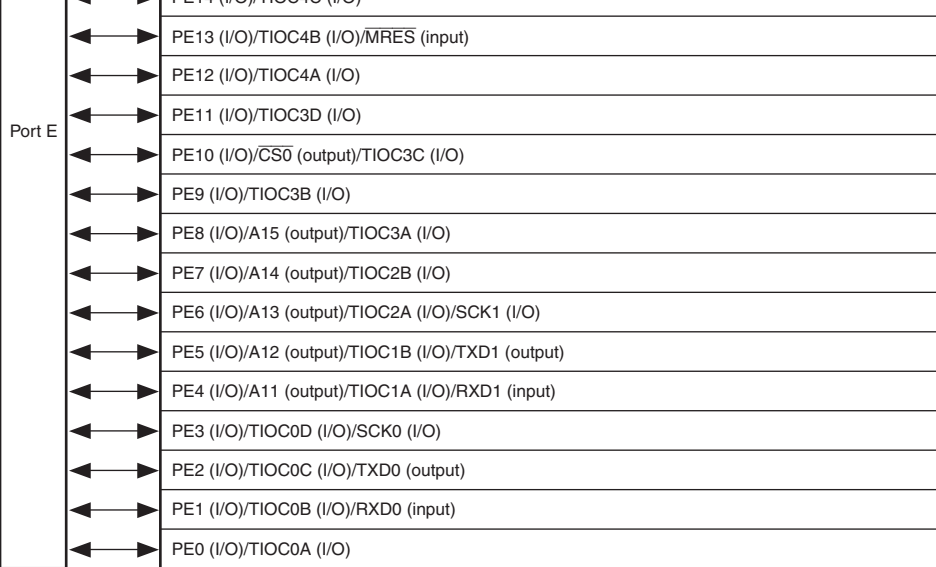 PE13 (I/O)/TIOC4B (I/O)/M̅R̅E̅S̅ (input)
PE12 (I/O)/TIOC4A (I/O)
PE11 (I/O)/TIOC3D (I/O)
Port E
PE10 (I/O)/C̅S̅0̅ (output)/TIOC3C (I/O)
PE9 (I/O)/TIOC3B (I/O)
PE8 (I/O)/A15 (output)/TIOC3A (I/O)
PE7 (I/O)/A14 (output)/TIOC2B (I/O)
PE6 (I/O)/A13 (output)/TIOC2A (I/O)/SCK1 (I/O)
PE5 (I/O)/A12 (output)/TIOC1B (I/O)/TXD1 (output)
PE4 (I/O)/A11 (output)/TIOC1A (I/O)/RXD1 (input)
PE3 (I/O)/TIOC0D (I/O)/SCK0 (I/O)
PE2 (I/O)/TIOC0C (I/O)/TXD0 (output)
PE1 (I/O)/TIOC0B (I/O)/RXD0 (input)
PE0 (I/O)/TIOC0A (I/O)